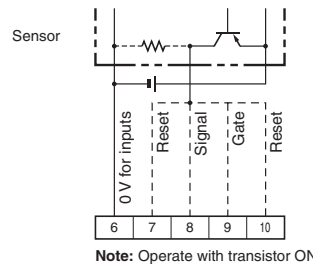 Sensor
0 V for inputs
Reset
Signal
Gate
Reset
6 7 8 9 10
Note: Operate with transistor ON